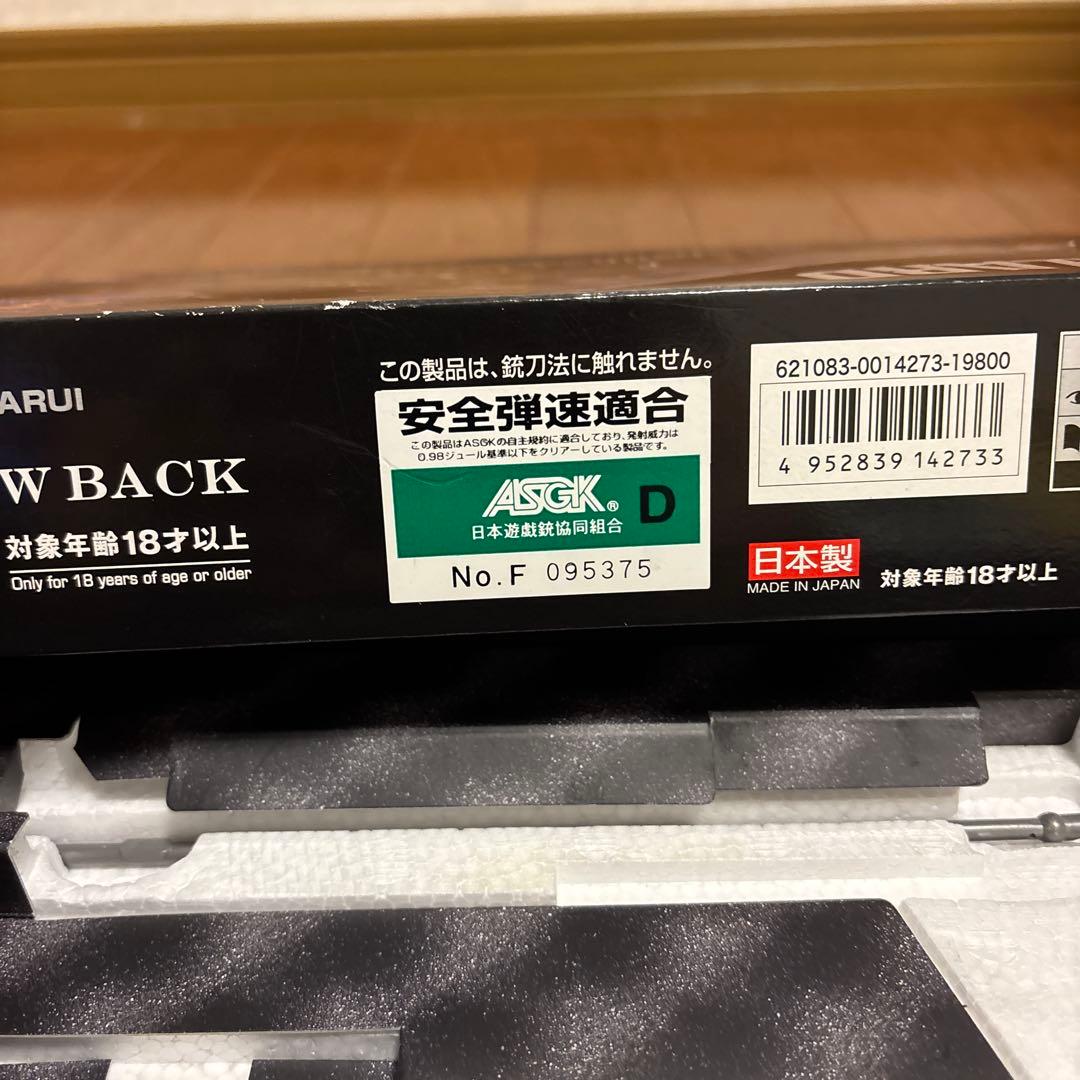 ARUI
W BACK
対象年齢18才以上
Only for 18 years of age or older
この製品は、銃刀法に触れません。
安全弾速適合
この製品はASGKの自主規約に適合しており、発射威力は
0.98ジュール基準以下をクリアーしている製品です。
ASGK® D
日本遊戯銃協同組合
No.F 095375
621083-0014273-19800
4 952839 142733
日本製
MADE IN JAPAN
対象年齢18才以上